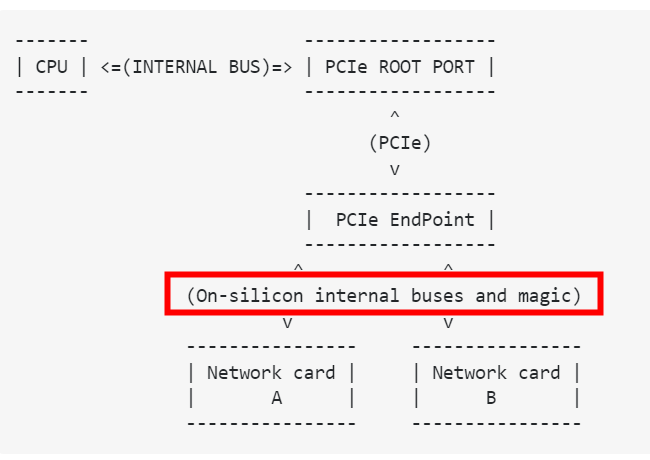 -------                     ------------------
| CPU | <=(INTERNAL BUS)=> | PCIe ROOT PORT |
-------                     ------------------
^
(PCIe)
v
------------------
| PCIe EndPoint |
------------------
^ ^
(On-silicon internal buses and magic)
v v
---------------- ----------------
| Network card | | Network card |
| A | | B |
---------------- ----------------